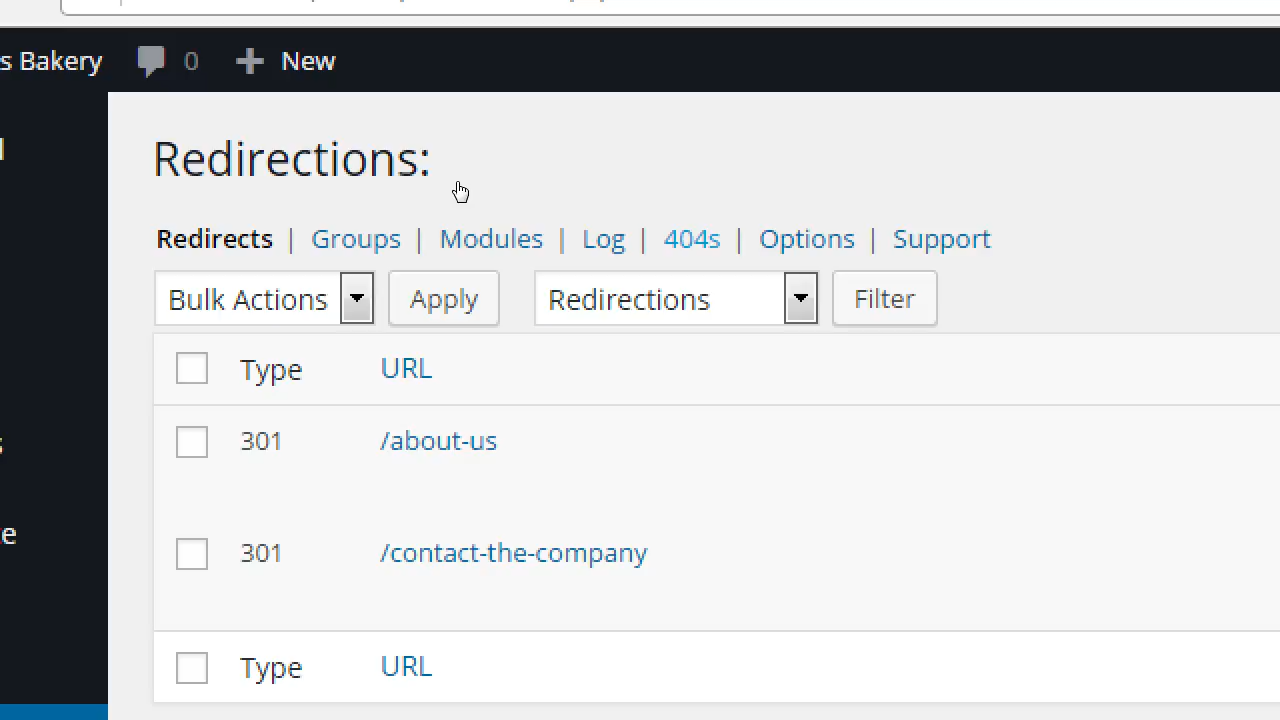 s Bakery 0 New
Redirections:
Redirects | Groups | Modules | Log | 404s | Options | Support
Bulk Actions Apply Redirections Filter
Type URL
301 /about-us
301 /contact-the-company
Type URL